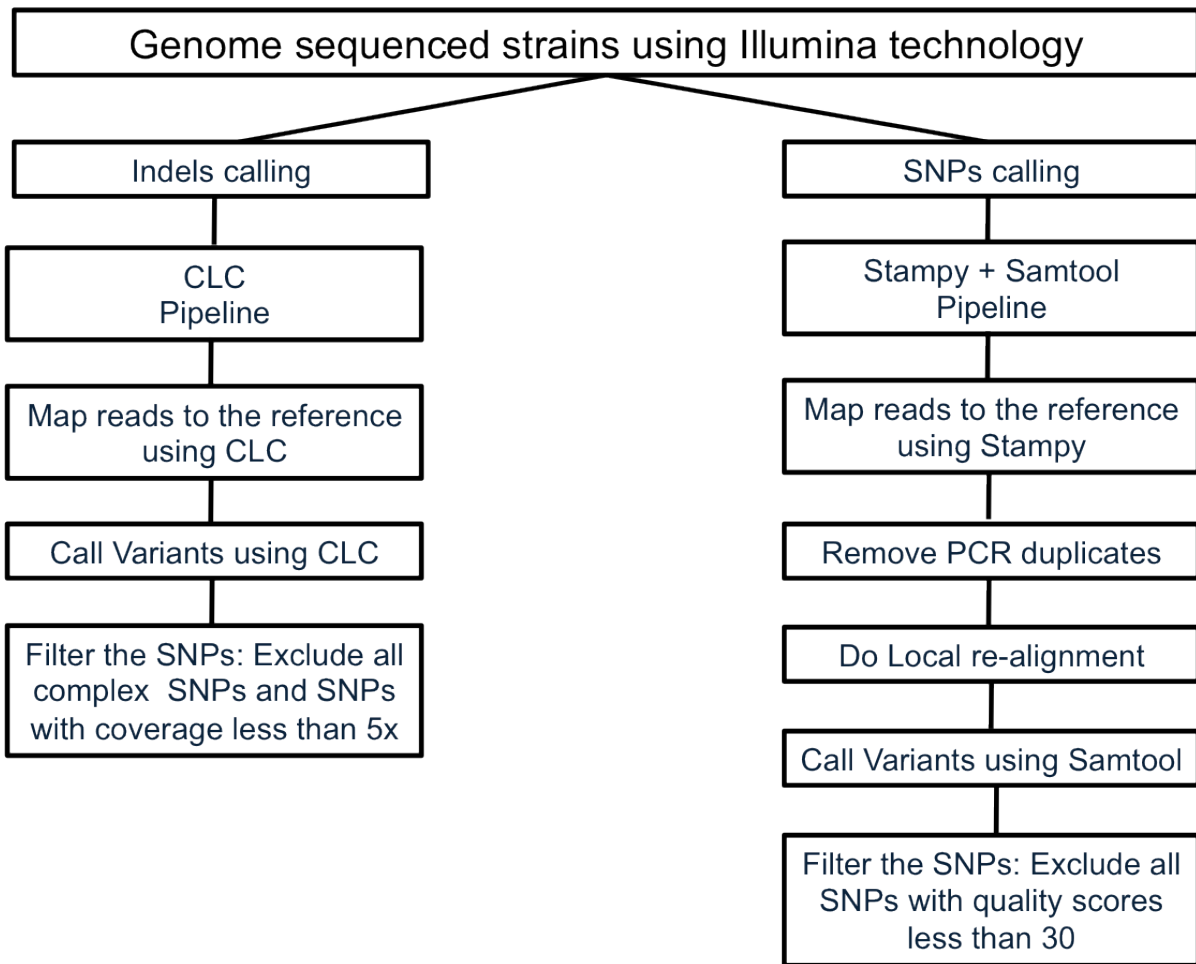 Genome sequenced strains using Illumina technology
Indels calling
CLC
Pipeline
Map reads to the reference
using CLC
Call Variants using CLC
Filter the SNPs: Exclude all
complex SNPs and SNPs
with coverage less than 5x
SNPs calling
Stampy + Samtool
Pipeline
Map reads to the reference
using Stampy
Remove PCR duplicates
Do Local re-alignment
Call Variants using Samtool
Filter the SNPs: Exclude all
SNPs with quality scores
less than 30